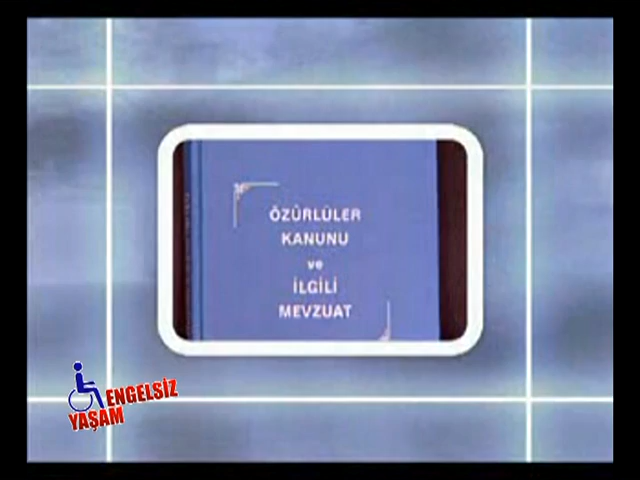 ÖZÜRLÜLER
KANUNU
ve
İLGİLİ
MEVZUAT
ENGELSİZ
YAŞAM